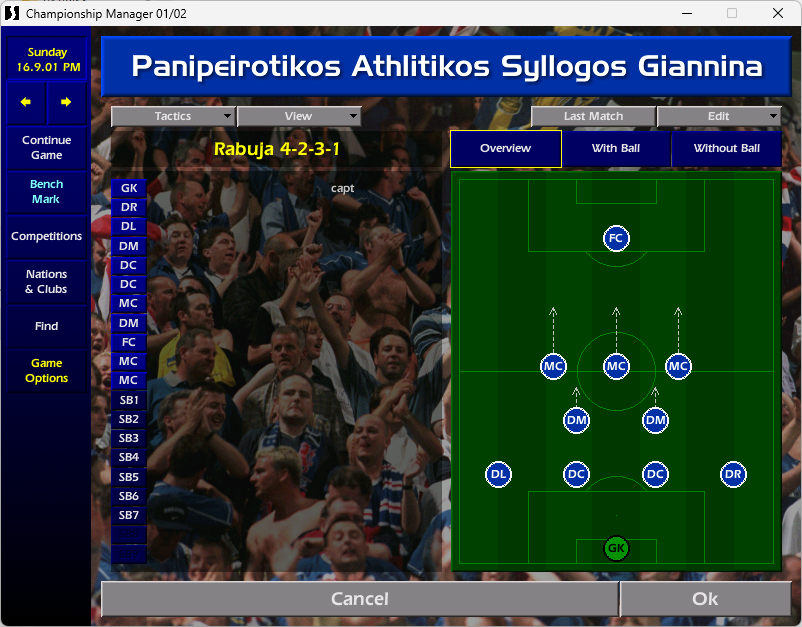 Championship Manager 01/02
Sunday
16.9.01 PM
Panipeirotikos Athlitikos Syllogos Giannina
Continue
Game
Bench
Mark
Competitions
Nations
& Clubs
Find
Game
Options
Tactics
View
Last Match
Edit
Rabuja 4-2-3-1
Overview
With Ball
Without Ball
GK
capt
DR
DL
DM
DC
DC
MC
DM
FC
MC
MC
SB1
SB2
SB3
SB4
SB5
SB6
SB7
FC
MC MC MC
DM DM
DL DC DC DR
GK
Cancel
Ok